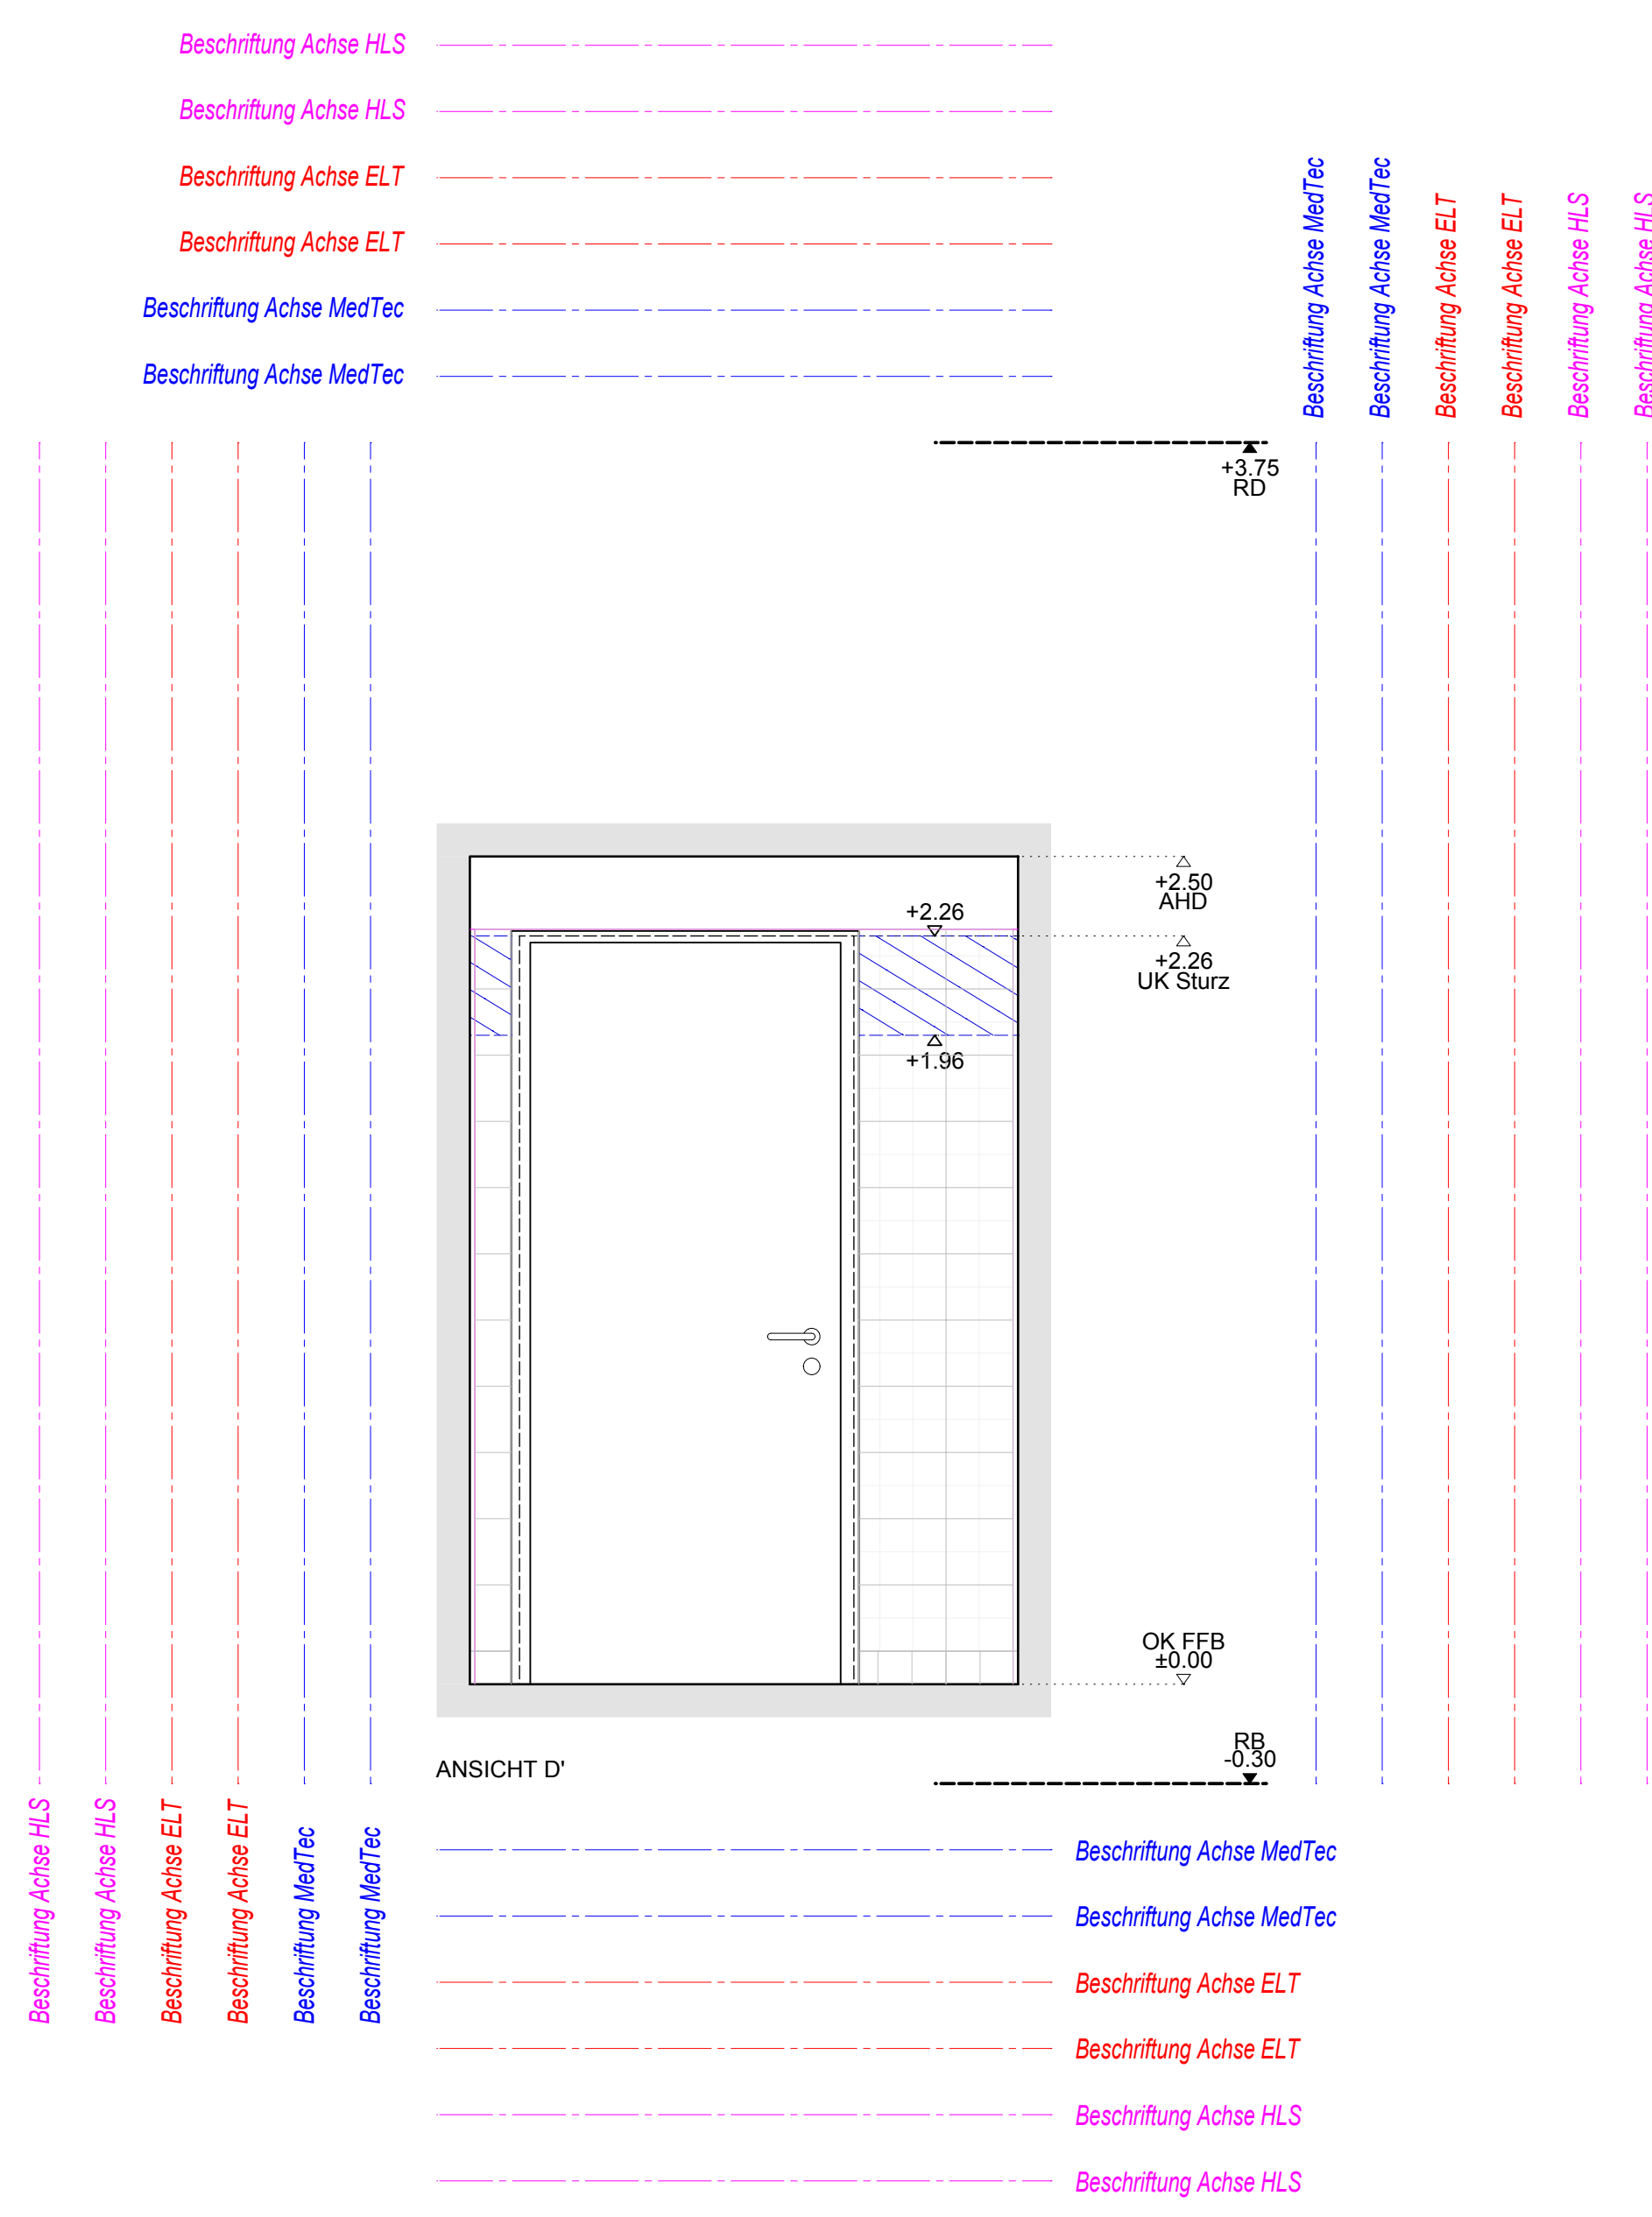 Beschriftung Achse HLS
Beschriftung Achse HLS
Beschriftung Achse ELT
Beschriftung Achse ELT
Beschriftung Achse MedTec
Beschriftung Achse MedTec
Beschriftung Achse MedTec
Beschriftung Achse MedTec
Beschriftung Achse ELT
Beschriftung Achse ELT
Beschriftung Achse HLS
Beschriftung Achse HLS
+3.75
RD
+2.50
AHD
+2.26
+2.26
UK Sturz
+1.96
OK FFB
±0.00
RB
-0.30
ANSICHT D'
Beschriftung Achse HLS
Beschriftung Achse HLS
Beschriftung Achse ELT
Beschriftung Achse ELT
Beschriftung MedTec
Beschriftung MedTec
Beschriftung Achse MedTec
Beschriftung Achse MedTec
Beschriftung Achse ELT
Beschriftung Achse ELT
Beschriftung Achse HLS
Beschriftung Achse HLS